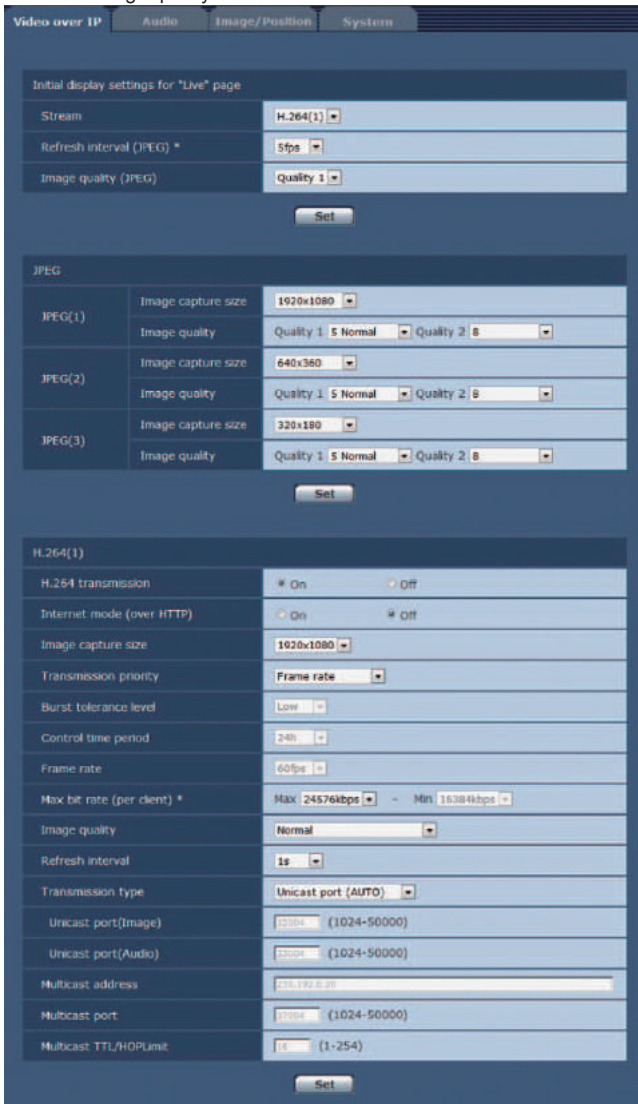 Video over IP Audio Image/Position System
Initial display settings for "Live" page
Stream H.264(1)
Refresh interval (JPEG) * 5fps
Image quality (JPEG) Quality 1
Set
JPEG
JPEG(1) Image capture size 1920x1080
Image quality Quality 1 5 Normal Quality 2 8
JPEG(2) Image capture size 640x360
Image quality Quality 1 5 Normal Quality 2 8
JPEG(3) Image capture size 320x180
Image quality Quality 1 5 Normal Quality 2 8
Set
H.264(1)
H.264 transmission On Off
Internet mode (over HTTP) On Off
Image capture size 1920x1080
Transmission priority Frame rate
Burst tolerance level Low
Control time period 24h
Frame rate 60fps
Max bit rate (per client) * Max 24576kbps - Min 16384kbps
Image quality Normal
Refresh interval 1s
Transmission type Unicast port (AUTO)
Unicast port(Image) (1024-50000)
Unicast port(Audio) (1024-50000)
Multicast address
Multicast port (1024-50000)
Multicast TTL/HOPLimit 16 (1-254)
Set